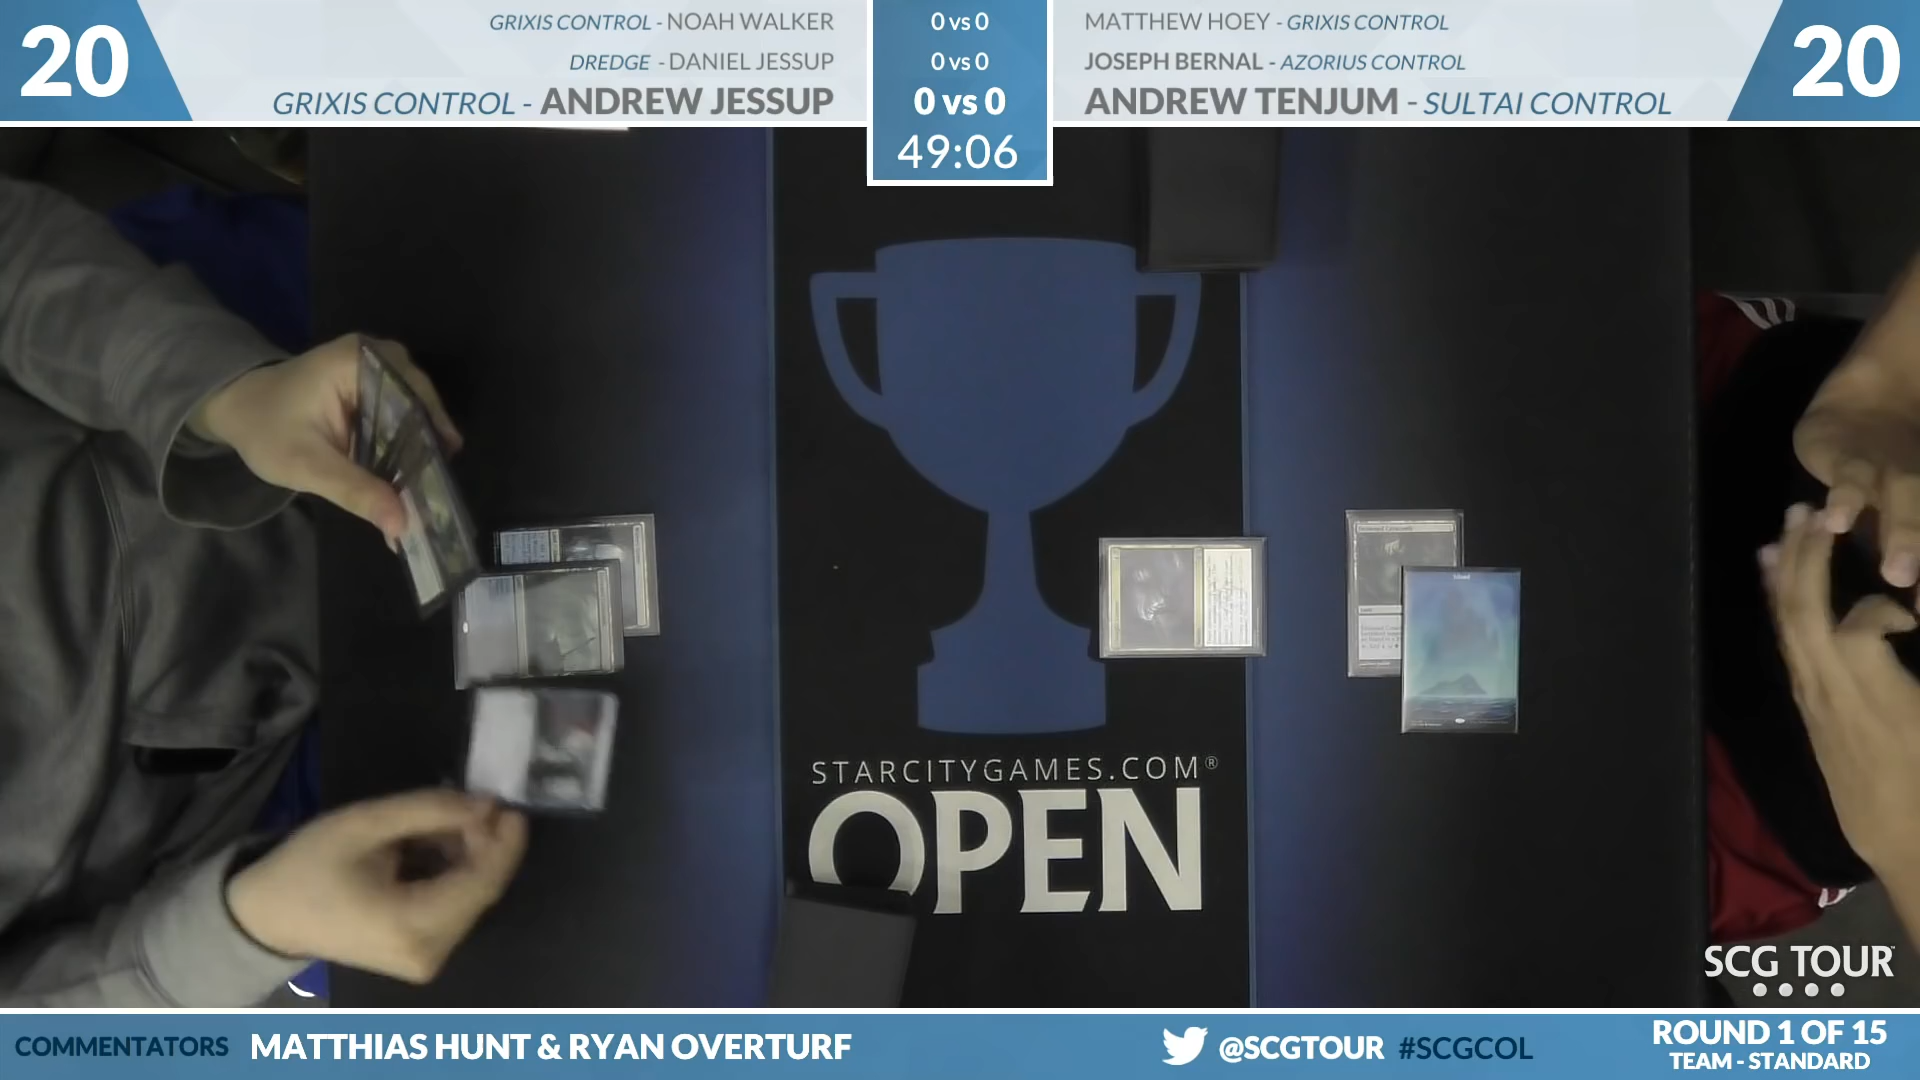 20
GRIXIS CONTROL - NOAH WALKER
DREDGE - DANIEL JESSUP
GRIXIS CONTROL - ANDREW JESSUP
0 vs 0
0 vs 0
0 vs 0
49:06
MATTHEW HOEY - GRIXIS CONTROL
JOSEPH BERNAL - AZORIUS CONTROL
ANDREW TENJUM - SULTAI CONTROL
20
Island
STARCITYGAMES.COM®
OPEN
SCG TOUR
COMMENTATORS MATTHIAS HUNT & RYAN OVERTURF
@SCGTOUR #SCGCOL
ROUND 1 OF 15
TEAM - STANDARD